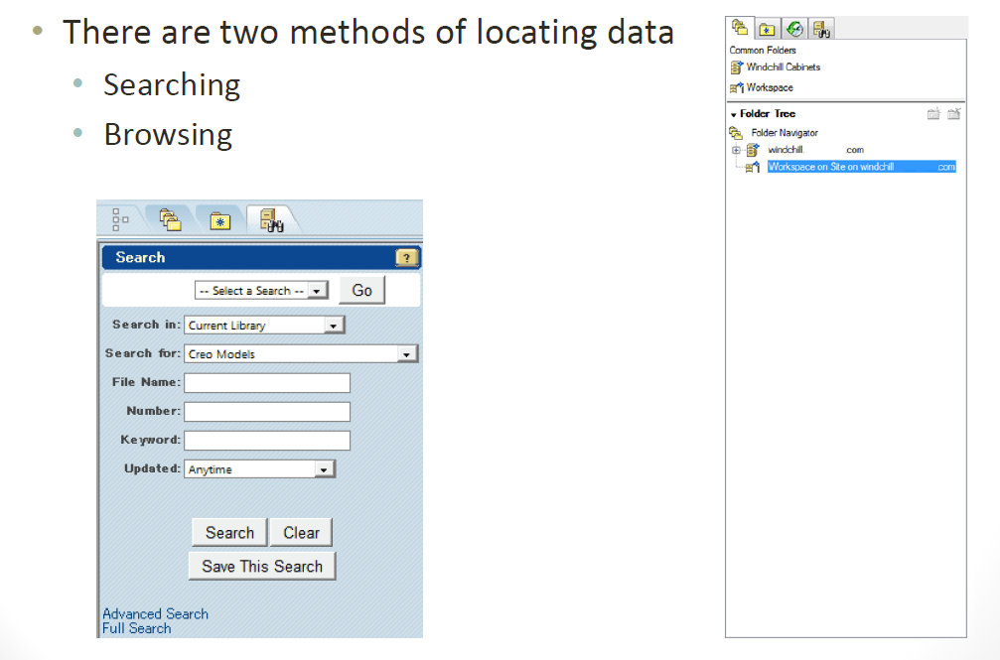 There are two methods of locating data
Searching
Browsing
Search
?
-- Select a Search --
Go
Search in: Current Library
Search for: Creo Models
File Name:
Number:
Keyword:
Updated: Anytime
Search Clear
Save This Search
Advanced Search
Full Search
Common Folders
Windchill Cabinets
Workspace
Folder Tree
Folder Navigator
windchill. .com
Workspace on Site on windchill .com